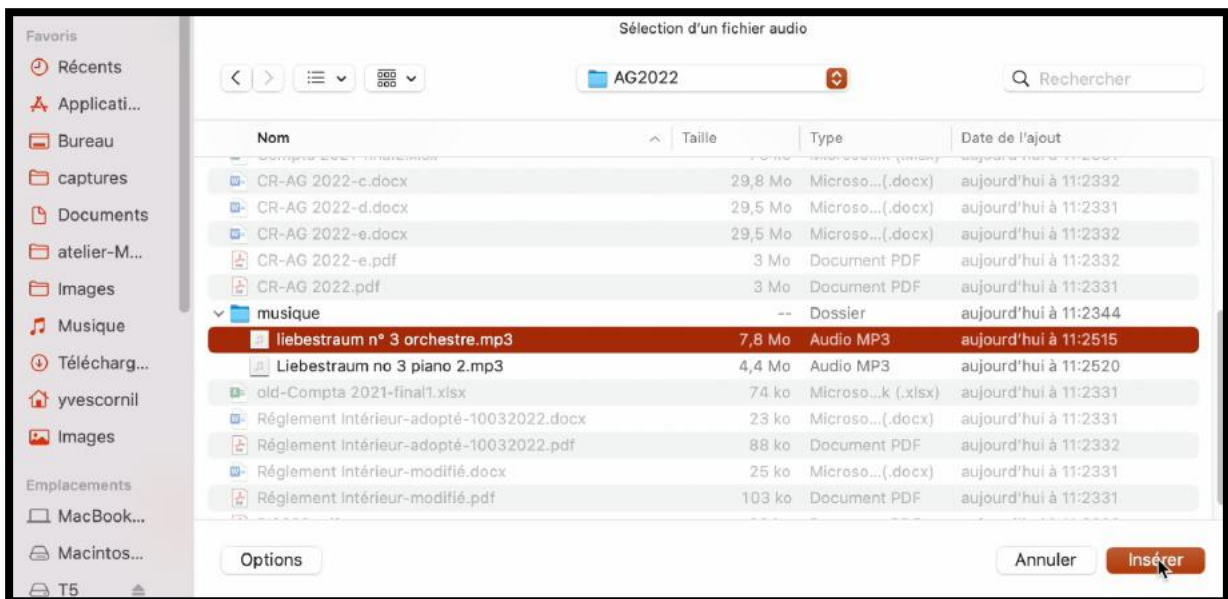 Sélection d'un fichier audio
Favoris
Récents
Applicati...
Bureau
captures
Documents
atelier-M...
Images
Musique
Télécharg...
yvescornil
Images
Emplacements
MacBook...
Macintos...
T5
AG2022
Rechercher
Nom Taille Type Date de l'ajout
CR-AG 2022-c.docx 29,8 Mo Microso...(.docx) aujourd'hui à 11:2332
CR-AG 2022-d.docx 29,5 Mo Microso...(.docx) aujourd'hui à 11:2331
CR-AG 2022-e.docx 29,5 Mo Microso...(.docx) aujourd'hui à 11:2332
CR-AG 2022-e.pdf 3 Mo Document PDF aujourd'hui à 11:2332
CR-AG 2022.pdf 3 Mo Document PDF aujourd'hui à 11:2331
musique -- Dossier aujourd'hui à 11:2344
liebestraum n° 3 orchestre.mp3 7,8 Mo Audio MP3 aujourd'hui à 11:2515
Liebestraum no 3 piano 2.mp3 4,4 Mo Audio MP3 aujourd'hui à 11:2520
old-Compta 2021-final1.xlsx 74 ko Microso...k (.xlsx) aujourd'hui à 11:2331
Réglement Intérieur-adopté-10032022.docx 23 ko Microso...(.docx) aujourd'hui à 11:2331
Réglement Intérieur-adopté-10032022.pdf 88 ko Document PDF aujourd'hui à 11:2332
Réglement Intérieur-modifié.docx 25 ko Microso...(.docx) aujourd'hui à 11:2331
Réglement Intérieur-modifié.pdf 103 ko Document PDF aujourd'hui à 11:2331
Options Annuler Insérer